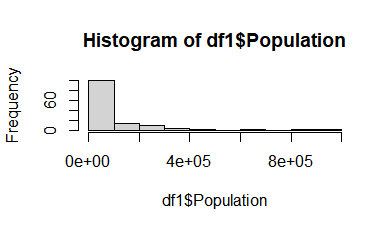 Histogram of df1$Population
Frequency
60
0
0e+00 4e+05 8e+05
df1$Population